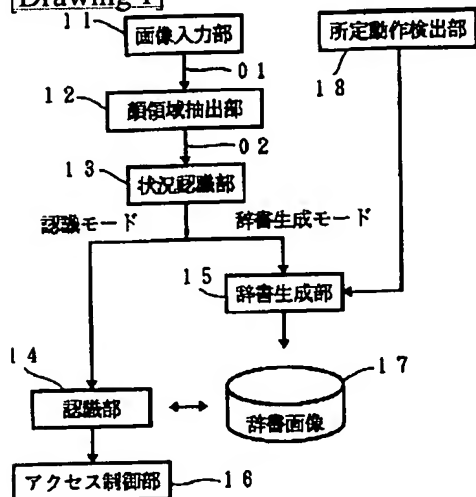 [Drawing 1]
11
画像入力部
所定動作検出部
01
18
12
顔領域抽出部
02
13
状況認識部
認識モード
辞書生成モード
15
辞書生成部
14
17
認識部
辞書画像
アクセス制御部
16